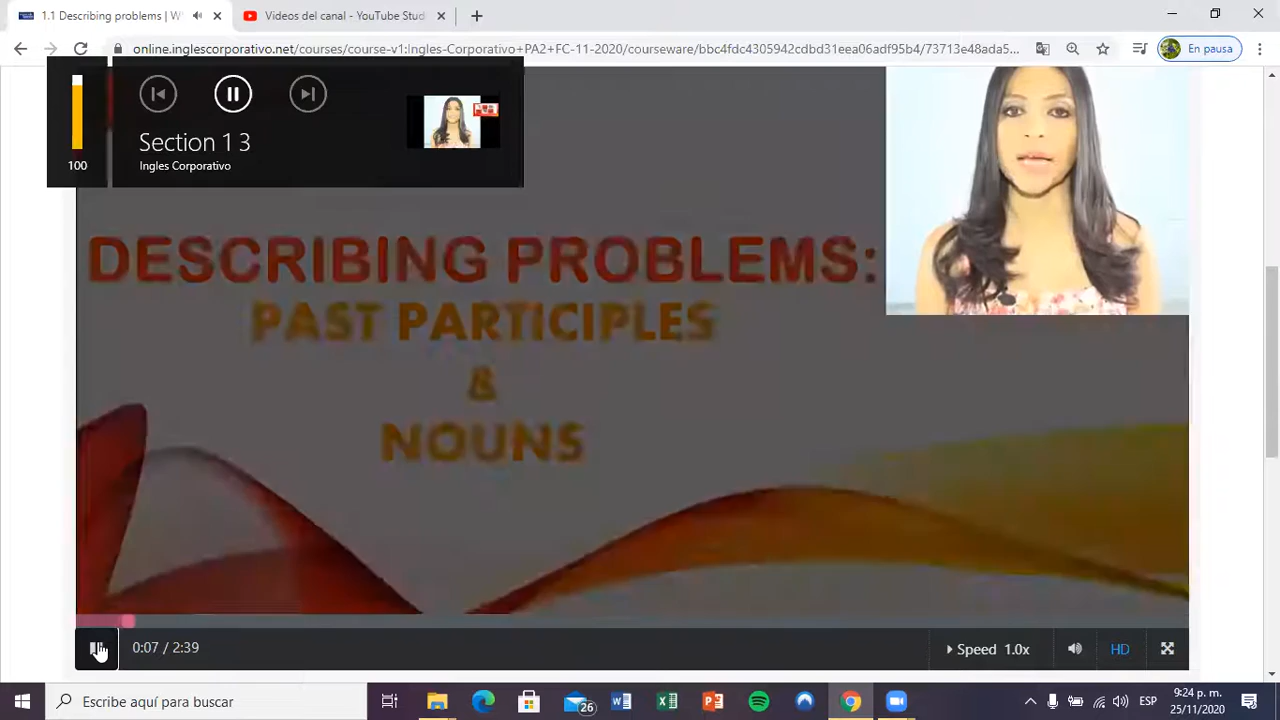 1.1 Describing problems | W
Videos del canal - YouTube Stud
online.inglescorporativo.net/courses/course-v1:Ingles-Corporativo+PA2+FC-11-2020/courseware/bbc4fdc4305942cdbd31eea06adf95b4/73713e48ada5...
En pausa
100
Section 1 3
Ingles Corporativo
DESCRIBING PROBLEMS:
PAST PARTICIPLES
&
NOUNS
0:07 / 2:39
Speed 1.0x
HD
Escribe aquí para buscar
26
ESP
9:24 p. m.
25/11/2020